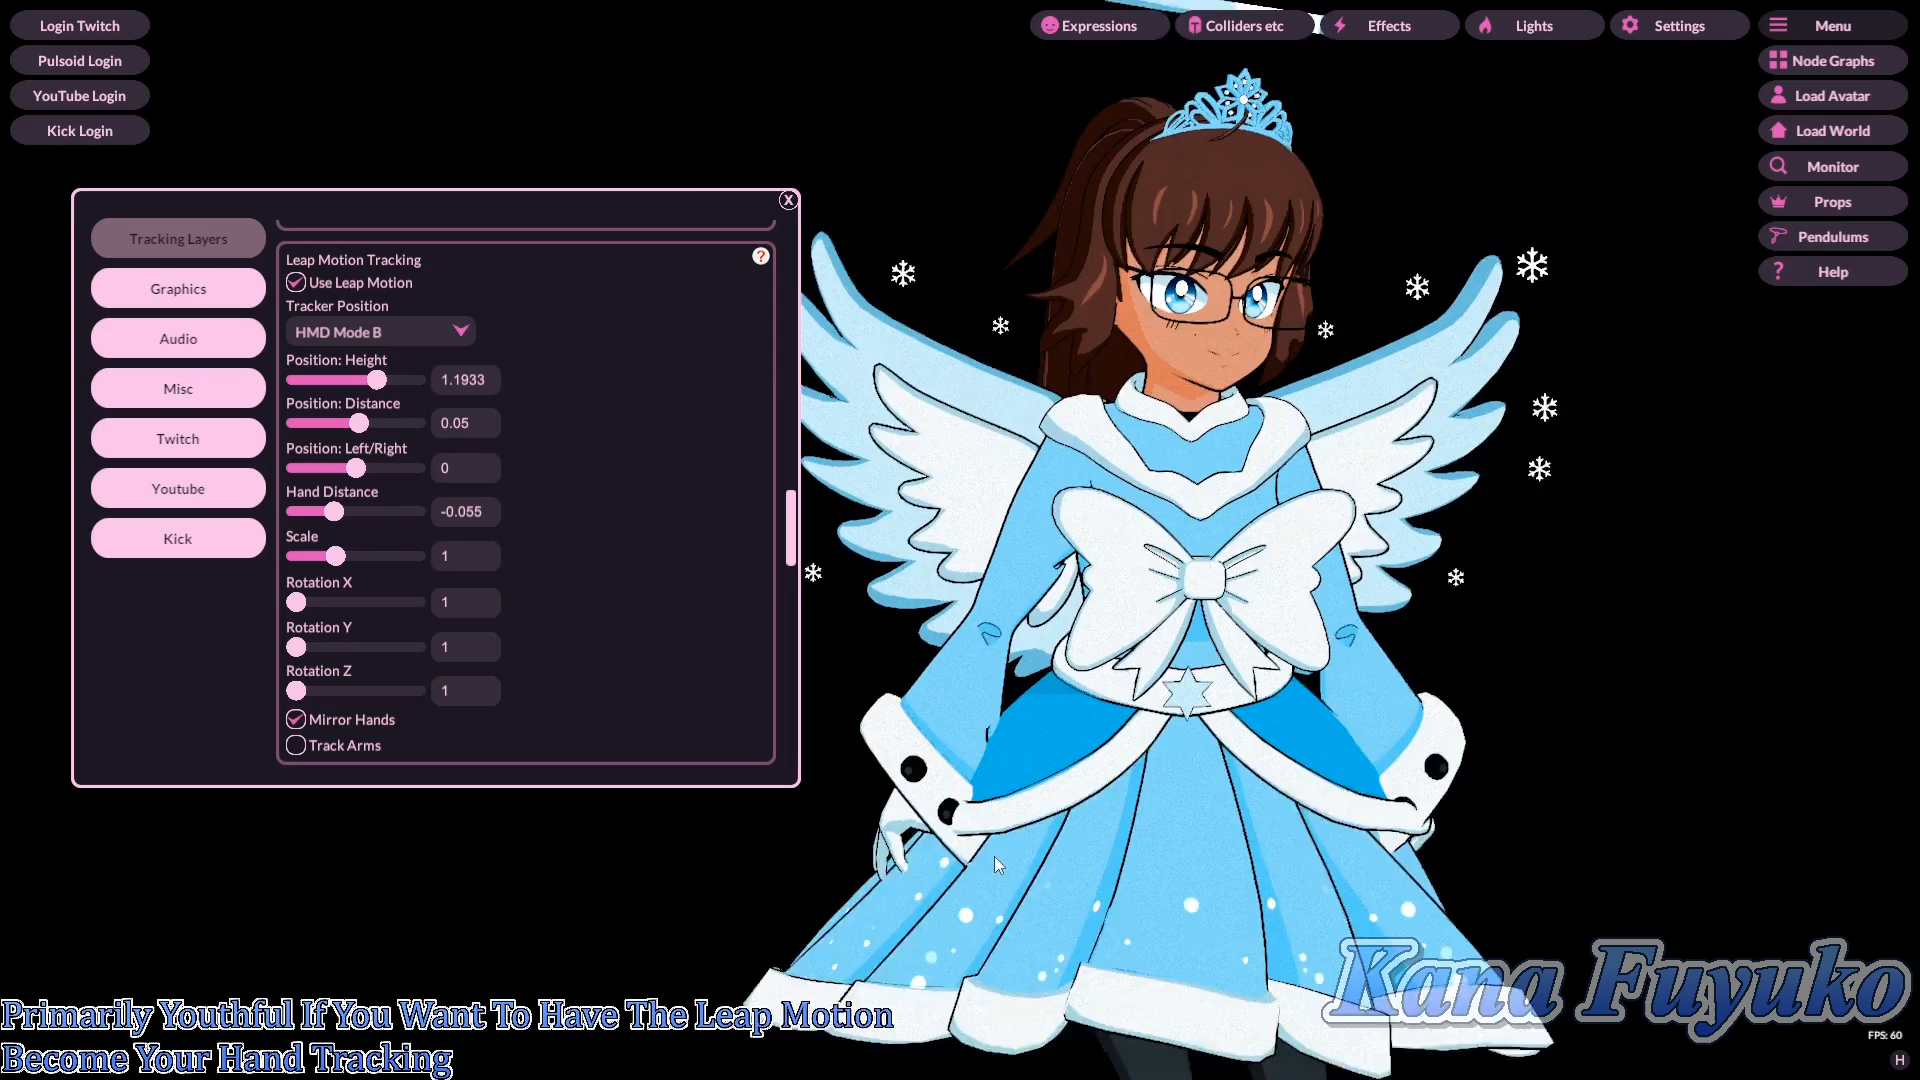 Login Twitch
Pulsoid Login
YouTube Login
Kick Login
Expressions
Colliders etc
Effects
Lights
Settings
Menu
Node Graphs
Load Avatar
Load World
Monitor
Props
Pendulums
Help
X
Tracking Layers
Graphics
Audio
Misc
Twitch
Youtube
Kick
Leap Motion Tracking
?
Use Leap Motion
Tracker Position
HMD Mode B
Position: Height
1.1933
Position: Distance
0.05
Position: Left/Right
0
Hand Distance
-0.055
Scale
1
Rotation X
1
Rotation Y
1
Rotation Z
1
Mirror Hands
Track Arms
Kana Fuyuko
Primarily Youthful If You Want To Have The Leap Motion
Become Your Hand Tracking
FPS: 60
H